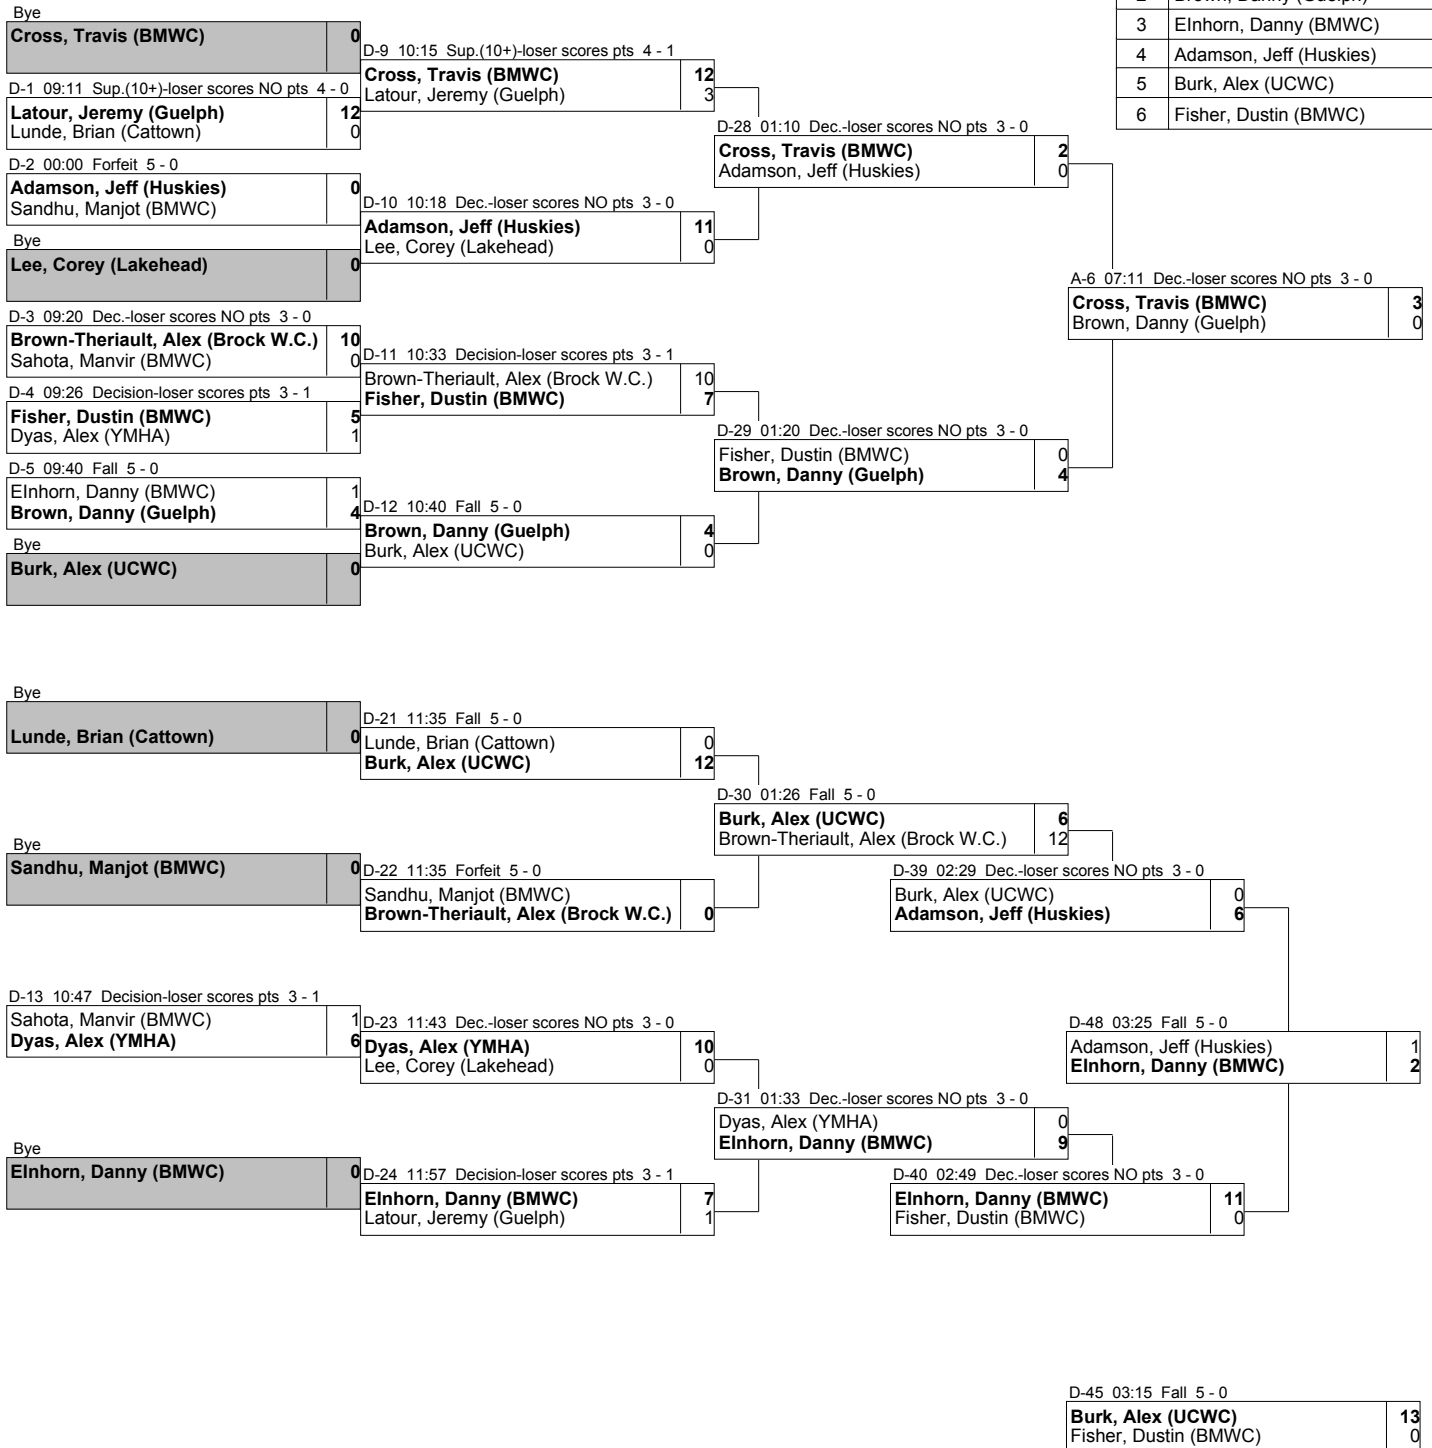 2 Brown, Danny (Guelph)
3 EInhorn, Danny (BMWC)
4 Adamson, Jeff (Huskies)
5 Burk, Alex (UCWC)
6 Fisher, Dustin (BMWC)
Bye
Cross, Travis (BMWC) 0
D-1 09:11 Sup.(10+)-loser scores NO pts 4 - 0
Latour, Jeremy (Guelph) 12
Lunde, Brian (Cattown) 0
D-2 00:00 Forfeit 5 - 0
Adamson, Jeff (Huskies) 0
Sandhu, Manjot (BMWC)
Bye
Lee, Corey (Lakehead) 0
D-3 09:20 Dec.-loser scores NO pts 3 - 0
Brown-Theriault, Alex (Brock W.C.) 10
Sahota, Manvir (BMWC) 0
D-4 09:26 Decision-loser scores pts 3 - 1
Fisher, Dustin (BMWC) 5
Dyas, Alex (YMHA) 1
D-5 09:40 Fall 5 - 0
EInhorn, Danny (BMWC) 1
Brown, Danny (Guelph) 4
Bye
Burk, Alex (UCWC) 0
D-9 10:15 Sup.(10+)-loser scores pts 4 - 1
Cross, Travis (BMWC) 12
Latour, Jeremy (Guelph) 3
D-10 10:18 Dec.-loser scores NO pts 3 - 0
Adamson, Jeff (Huskies) 11
Lee, Corey (Lakehead) 0
D-11 10:33 Decision-loser scores pts 3 - 1
Brown-Theriault, Alex (Brock W.C.) 10
Fisher, Dustin (BMWC) 7
D-12 10:40 Fall 5 - 0
Brown, Danny (Guelph) 4
Burk, Alex (UCWC) 0
D-28 01:10 Dec.-loser scores NO pts 3 - 0
Cross, Travis (BMWC) 2
Adamson, Jeff (Huskies) 0
D-29 01:20 Dec.-loser scores NO pts 3 - 0
Fisher, Dustin (BMWC) 0
Brown, Danny (Guelph) 4
A-6 07:11 Dec.-loser scores NO pts 3 - 0
Cross, Travis (BMWC) 3
Brown, Danny (Guelph) 0
Bye
Lunde, Brian (Cattown) 0
Bye
Sandhu, Manjot (BMWC) 0
D-13 10:47 Decision-loser scores pts 3 - 1
Sahota, Manvir (BMWC) 1
Dyas, Alex (YMHA) 6
Bye
EInhorn, Danny (BMWC) 0
D-21 11:35 Fall 5 - 0
Lunde, Brian (Cattown) 0
Burk, Alex (UCWC) 12
D-22 11:35 Forfeit 5 - 0
Sandhu, Manjot (BMWC)
Brown-Theriault, Alex (Brock W.C.) 0
D-23 11:43 Dec.-loser scores NO pts 3 - 0
Dyas, Alex (YMHA) 10
Lee, Corey (Lakehead) 0
D-24 11:57 Decision-loser scores pts 3 - 1
EInhorn, Danny (BMWC) 7
Latour, Jeremy (Guelph) 1
D-30 01:26 Fall 5 - 0
Burk, Alex (UCWC) 6
Brown-Theriault, Alex (Brock W.C.) 12
D-31 01:33 Dec.-loser scores NO pts 3 - 0
Dyas, Alex (YMHA) 0
EInhorn, Danny (BMWC) 9
D-39 02:29 Dec.-loser scores NO pts 3 - 0
Burk, Alex (UCWC) 0
Adamson, Jeff (Huskies) 6
D-40 02:49 Dec.-loser scores NO pts 3 - 0
EInhorn, Danny (BMWC) 11
Fisher, Dustin (BMWC) 0
D-48 03:25 Fall 5 - 0
Adamson, Jeff (Huskies) 1
EInhorn, Danny (BMWC) 2
D-45 03:15 Fall 5 - 0
Burk, Alex (UCWC) 13
Fisher, Dustin (BMWC) 0